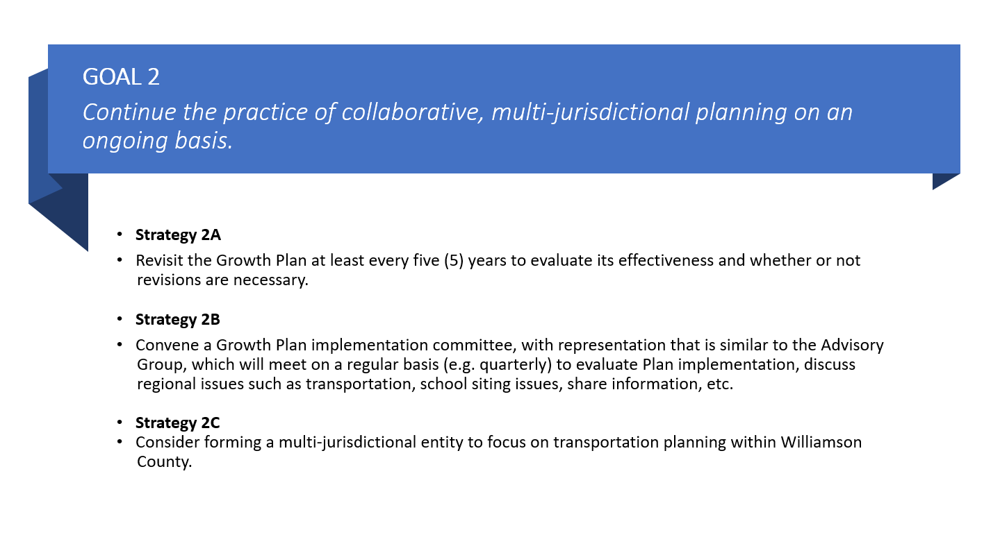 GOAL 2
Continue the practice of collaborative, multi-jurisdictional planning on an
ongoing basis.
• Strategy 2A
• Revisit the Growth Plan at least every five (5) years to evaluate its effectiveness and whether or not
revisions are necessary.
• Strategy 2B
• Convene a Growth Plan implementation committee, with representation that is similar to the Advisory
Group, which will meet on a regular basis (e.g. quarterly) to evaluate Plan implementation, discuss
regional issues such as transportation, school siting issues, share information, etc.
• Strategy 2C
• Consider forming a multi-jurisdictional entity to focus on transportation planning within Williamson
County.